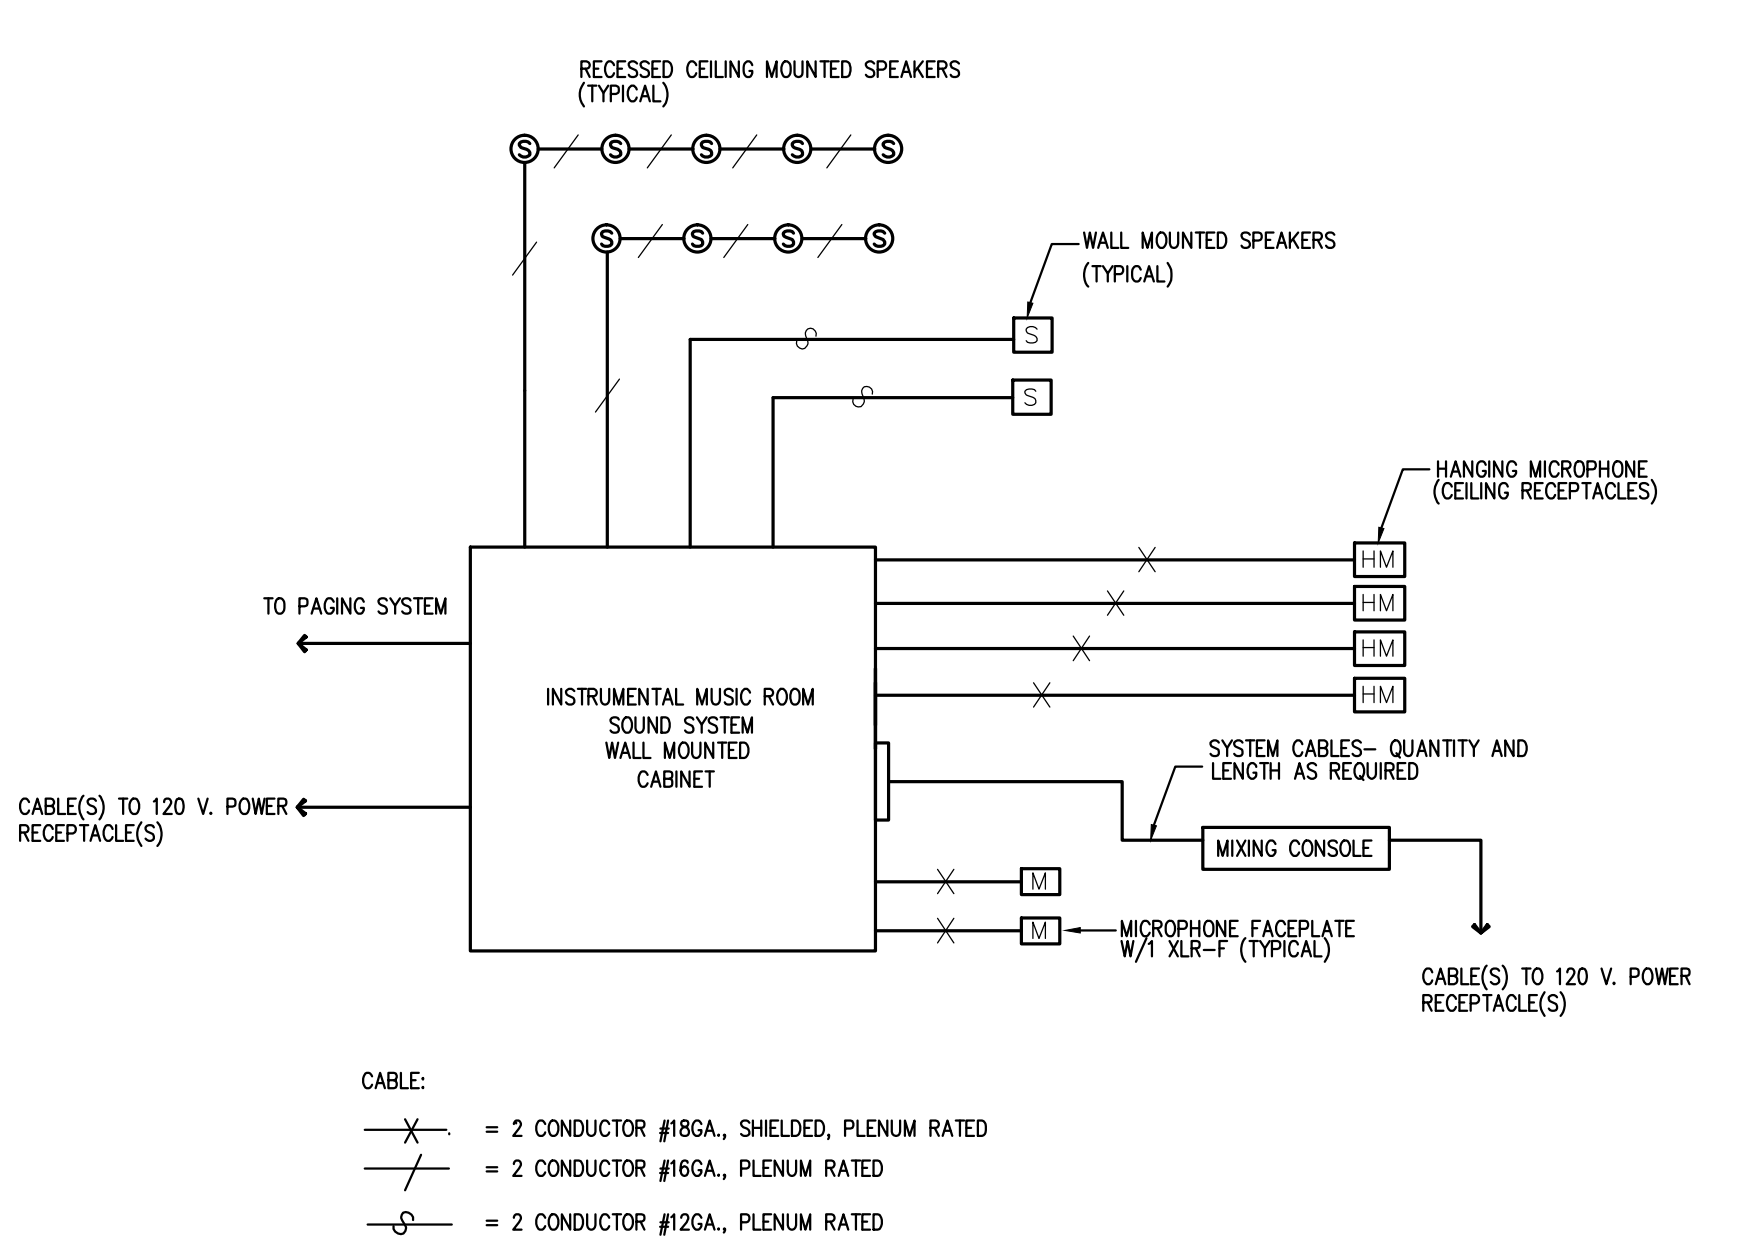 RECESSED CEILING MOUNTED SPEAKERS
(TYPICAL)
S S S S S
S S S S
WALL MOUNTED SPEAKERS
(TYPICAL)
S
S
HANGING MICROPHONE
(CEILING RECEPTACLES)
HM
HM
HM
HM
TO PAGING SYSTEM
INSTRUMENTAL MUSIC ROOM
SOUND SYSTEM
WALL MOUNTED
CABINET
SYSTEM CABLES- QUANTITY AND
LENGTH AS REQUIRED
CABLE(S) TO 120 V. POWER
RECEPTACLE(S)
MIXING CONSOLE
M
M
MICROPHONE FACEPLATE
W/1 XLR-F (TYPICAL)
CABLE(S) TO 120 V. POWER
RECEPTACLE(S)
CABLE:
= 2 CONDUCTOR #18GA., SHIELDED, PLENUM RATED
= 2 CONDUCTOR #16GA., PLENUM RATED
= 2 CONDUCTOR #12GA., PLENUM RATED